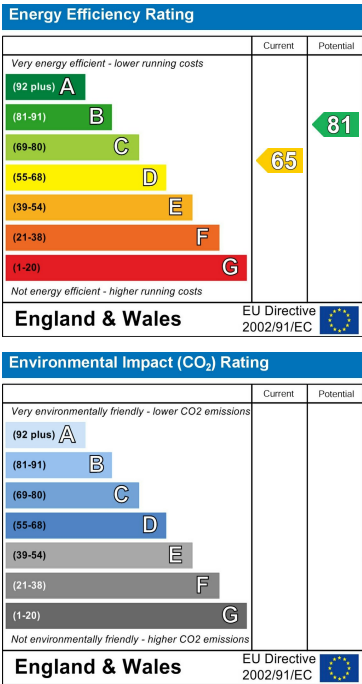 Energy Efficiency Rating
Current Potential
Very energy efficient - lower running costs
(92 plus) A
(81-91) B
(69-80) C
(55-68) D
(39-54) E
(21-38) F
(1-20) G
65
81
Not energy efficient - higher running costs
England & Wales
EU Directive
2002/91/EC
Environmental Impact (CO₂) Rating
Current Potential
Very environmentally friendly - lower CO2 emissions
(92 plus) A
(81-91) B
(69-80) C
(55-68) D
(39-54) E
(21-38) F
(1-20) G
Not environmentally friendly - higher CO2 emissions
England & Wales
EU Directive
2002/91/EC